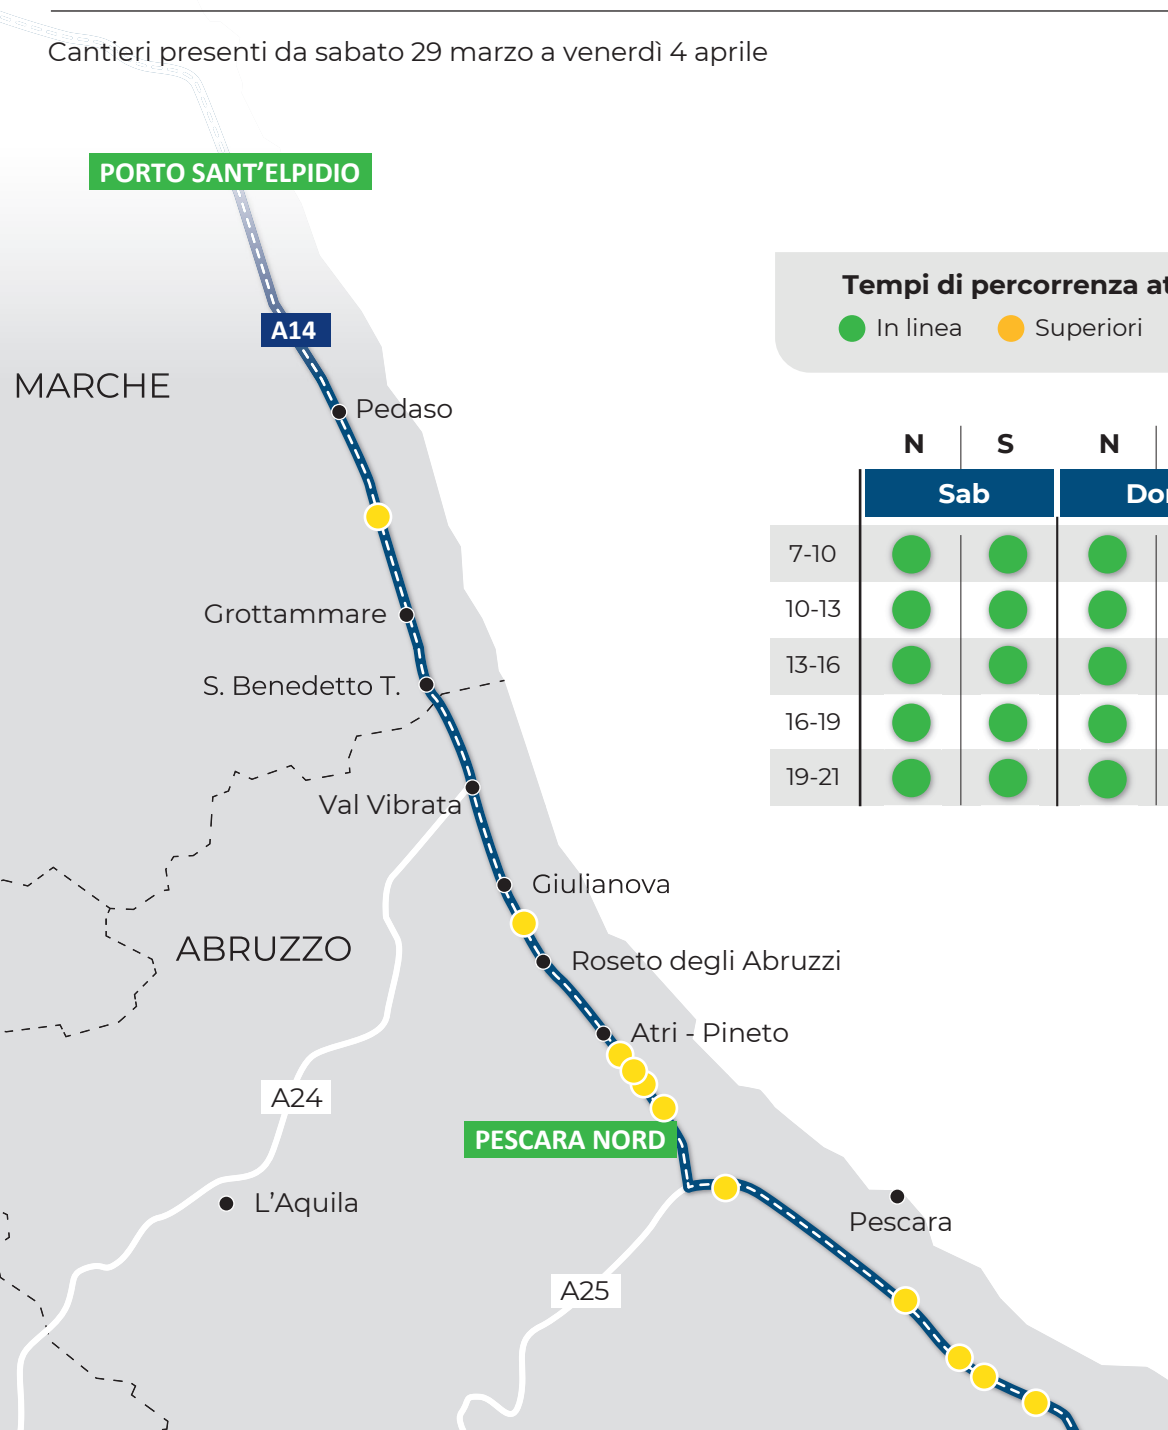 Cantieri presenti da sabato 29 marzo a venerdì 4 aprile
PORTO SANT'ELPIDIO
Tempi di percorrenza at
In linea
Superiori
A14
MARCHE
Pedaso
N
S
N
Sab
Do
7-10
10-13
Grottammare
13-16
S. Benedetto T.
16-19
19-21
Val Vibrata
Giulianova
ABRUZZO
Roseto degli Abruzzi
Atri - Pineto
A24
PESCARA NORD
L'Aquila
Pescara
A25